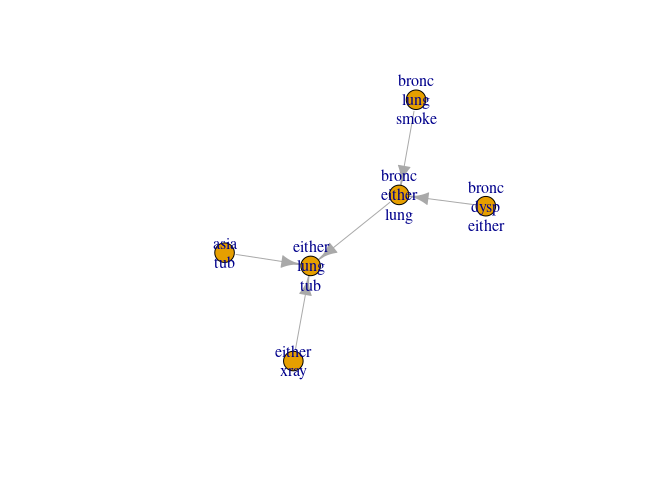 bronc
lung
smoke
bronc
either
lung
bronc
dysp
either
asia
tub
either
lung
tub
either
xray